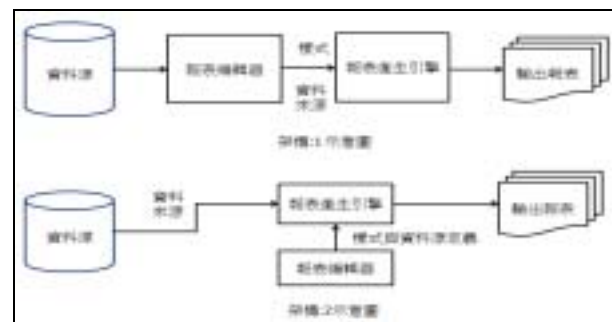 資料源
報表編輯器
樣式
資料
來源
報表產生引擎
輸出報表
架構:1 示意圖
資料源
資料
來源
報表產生引擎
輸出報表
樣式與資料源定義
報表編輯器
架構:2示意圖